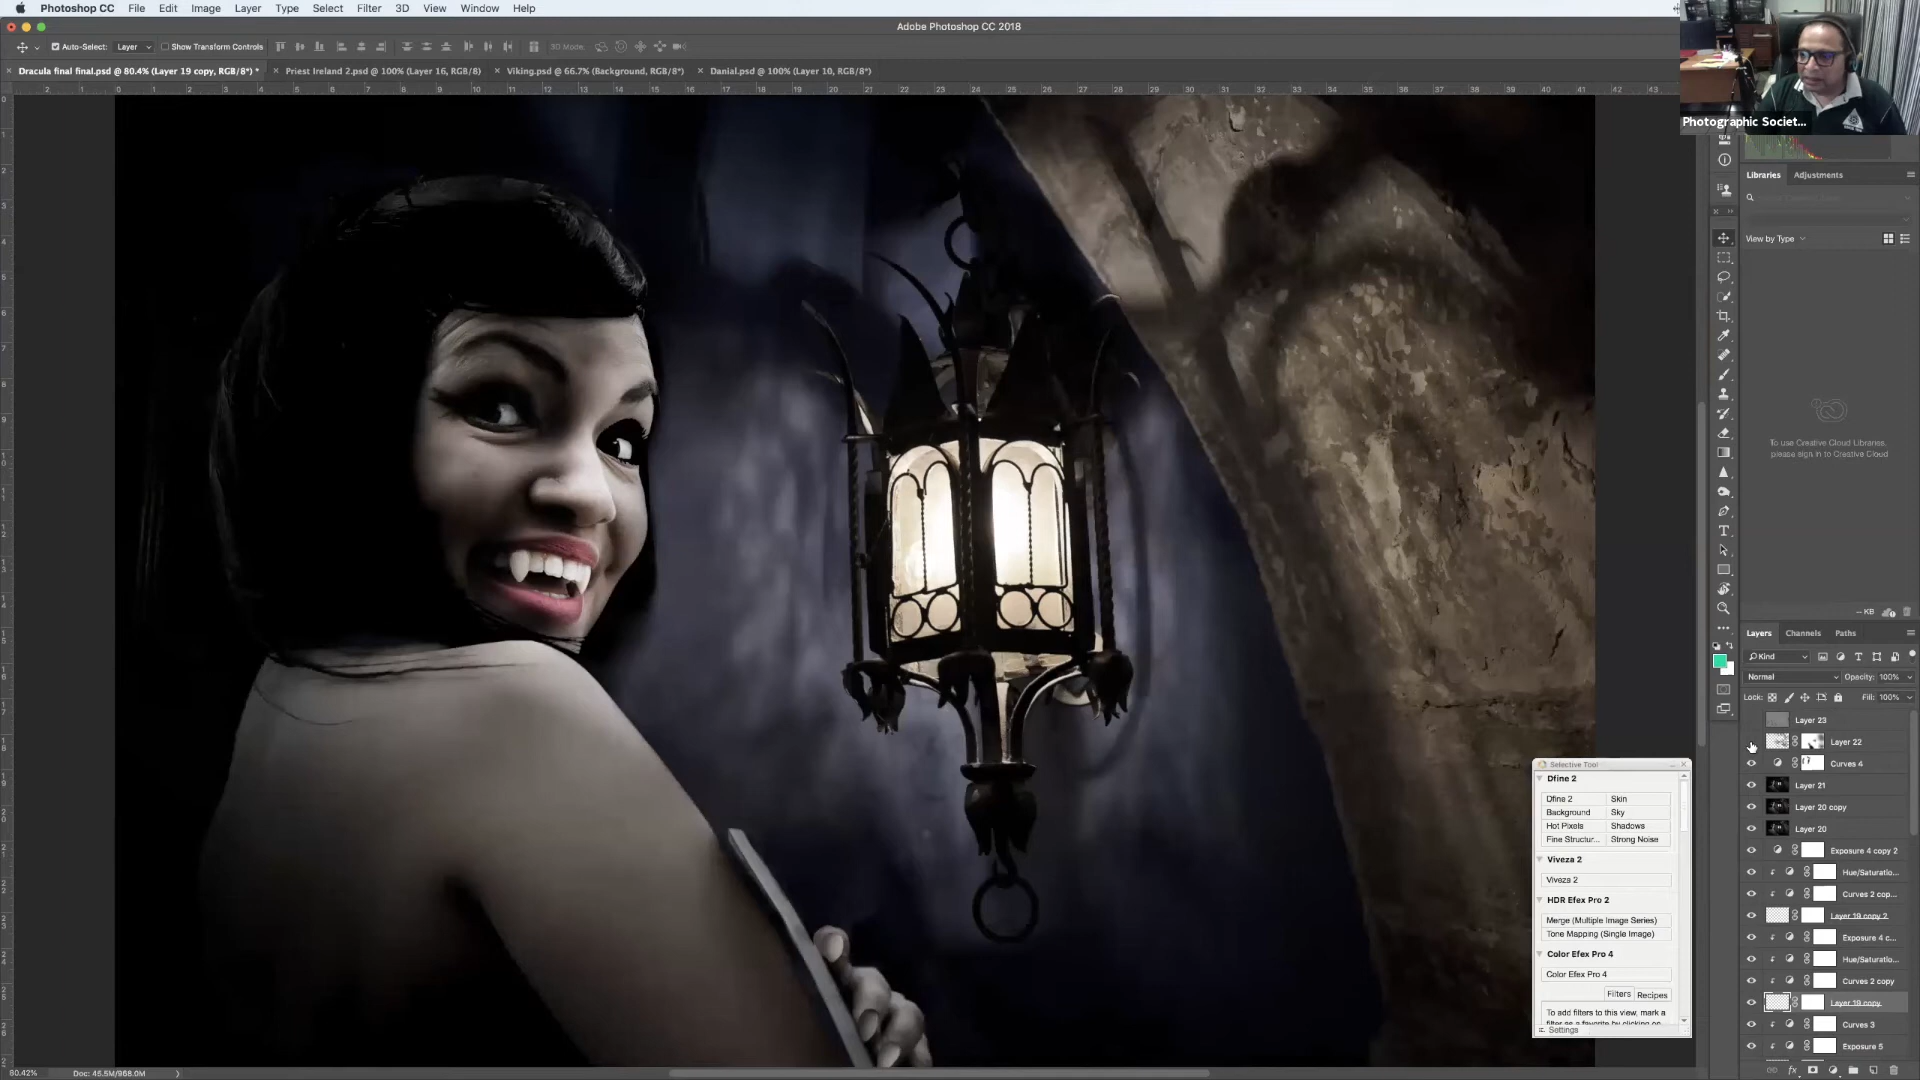 Photoshop CC File Edit Image Layer Type Select Filter 3D View Window Help
Adobe Photoshop CC 2018
Auto-Select: Layer Show Transform Controls 3D Mode:
Dracula final final.psd @ 80.4% (Layer 19 copy, RGB/8*) * Priest Ireland 2.psd @ 100% (Layer 16, RGB/8) Viking.psd @ 66.7% (Background, RGB/8*) Danial.psd @ 100% (Layer 10, RGB/8*)
Photographic Societ...
Libraries Adjustments
View by Type
To use Creative Cloud Libraries,
please sign in to Creative Cloud
-- KB
Layers Channels Paths
Kind
Normal Opacity: 100%
Lock: Fill: 100%
Layer 23
Layer 22
Curves 4
Layer 21
Layer 20 copy
Layer 20
Exposure 4 copy 2
Hue/Saturatio...
Curves 2 cop...
Layer 19 copy 2
Exposure 4 c...
Hue/Saturatio...
Curves 2 copy
Layer 19 copy
Curves 3
Exposure 5
Selective Tool
Dfine 2
Dfine 2 Skin
Background Sky
Hot Pixels Shadows
Fine Structur... Strong Noise
Viveza 2
Viveza 2
HDR Efex Pro 2
Merge (Multiple Image Series)
Tone Mapping (Single Image)
Color Efex Pro 4
Color Efex Pro 4
Filters Recipes
To add filters to this view, mark a
filter as a favorite by clicking on
Settings
80.42% Doc: 45.5M/968.0M